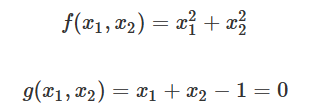 f(x₁, x₂) = x₁² + x₂²
g(x₁, x₂) = x₁ + x₂ − 1 = 0